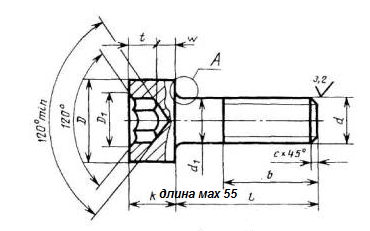 t
w
A
3,2
120°min
120°
D
D1
d1
c×45°
d
b
k
l
длина мах 55